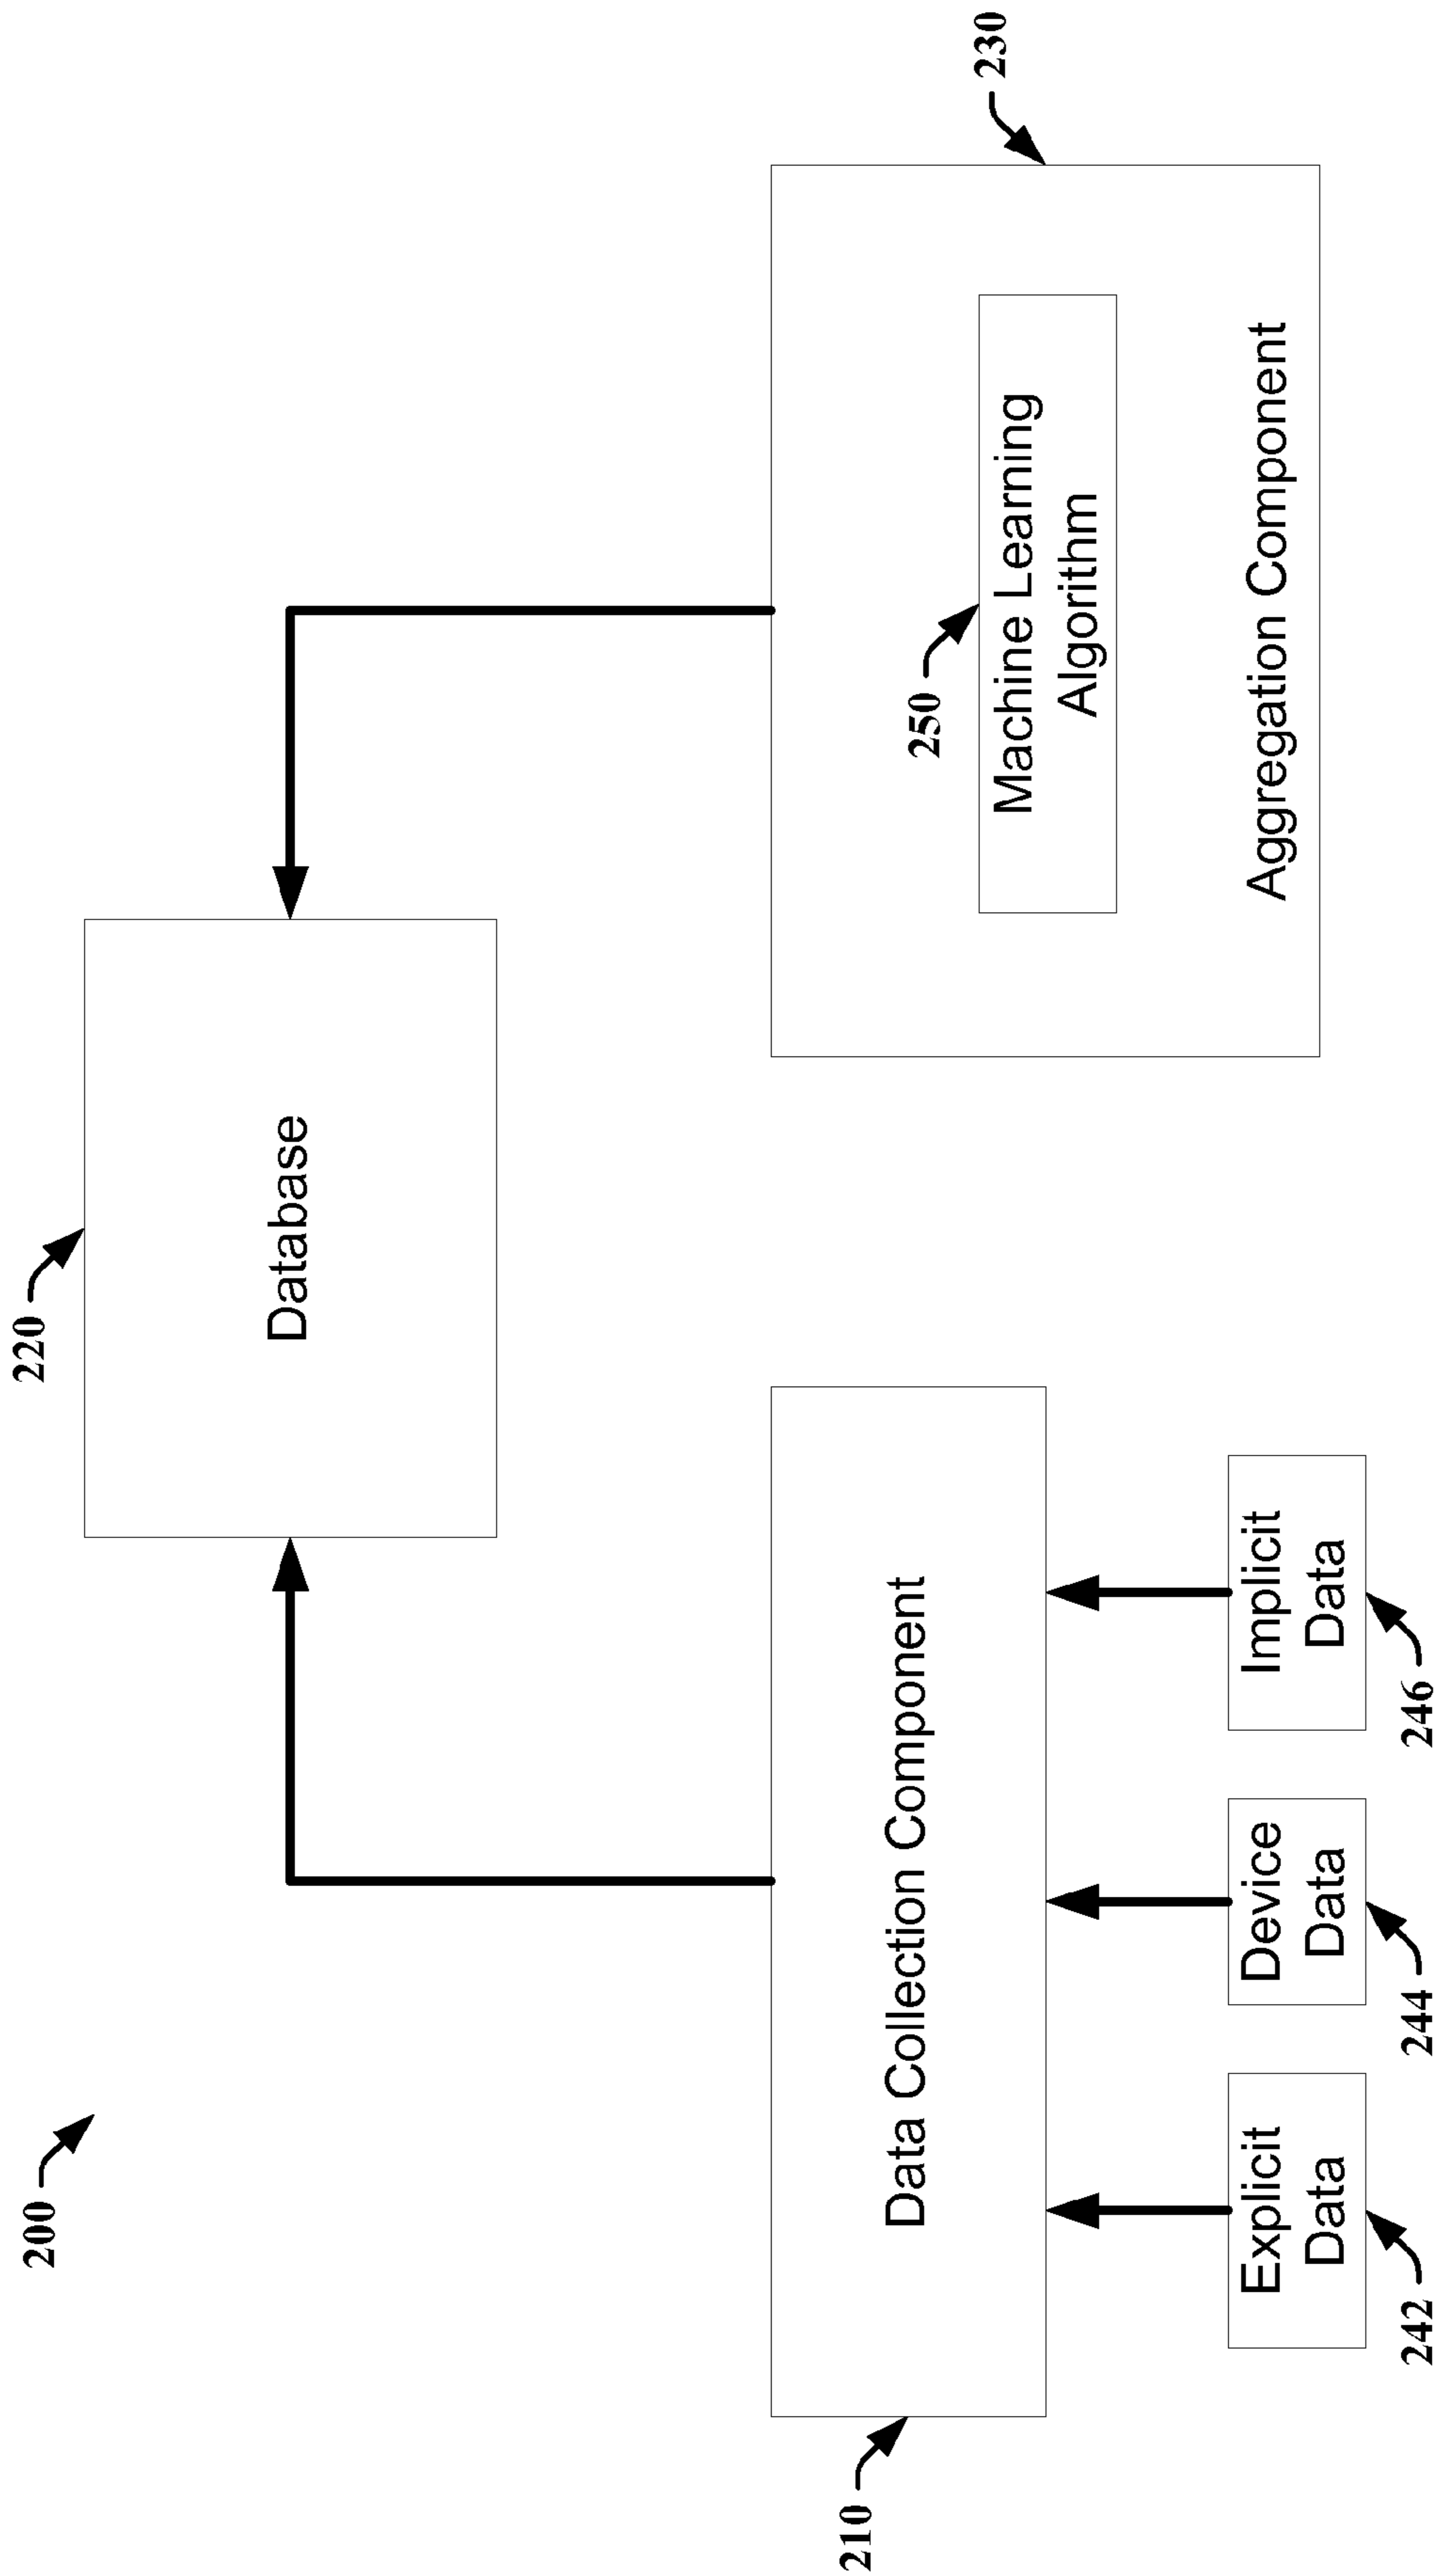 200
220
Database
210
Data Collection Component
230
250
Machine Learning
Algorithm
Aggregation Component
Explicit
Data
Device
Data
Implicit
Data
242
244
246